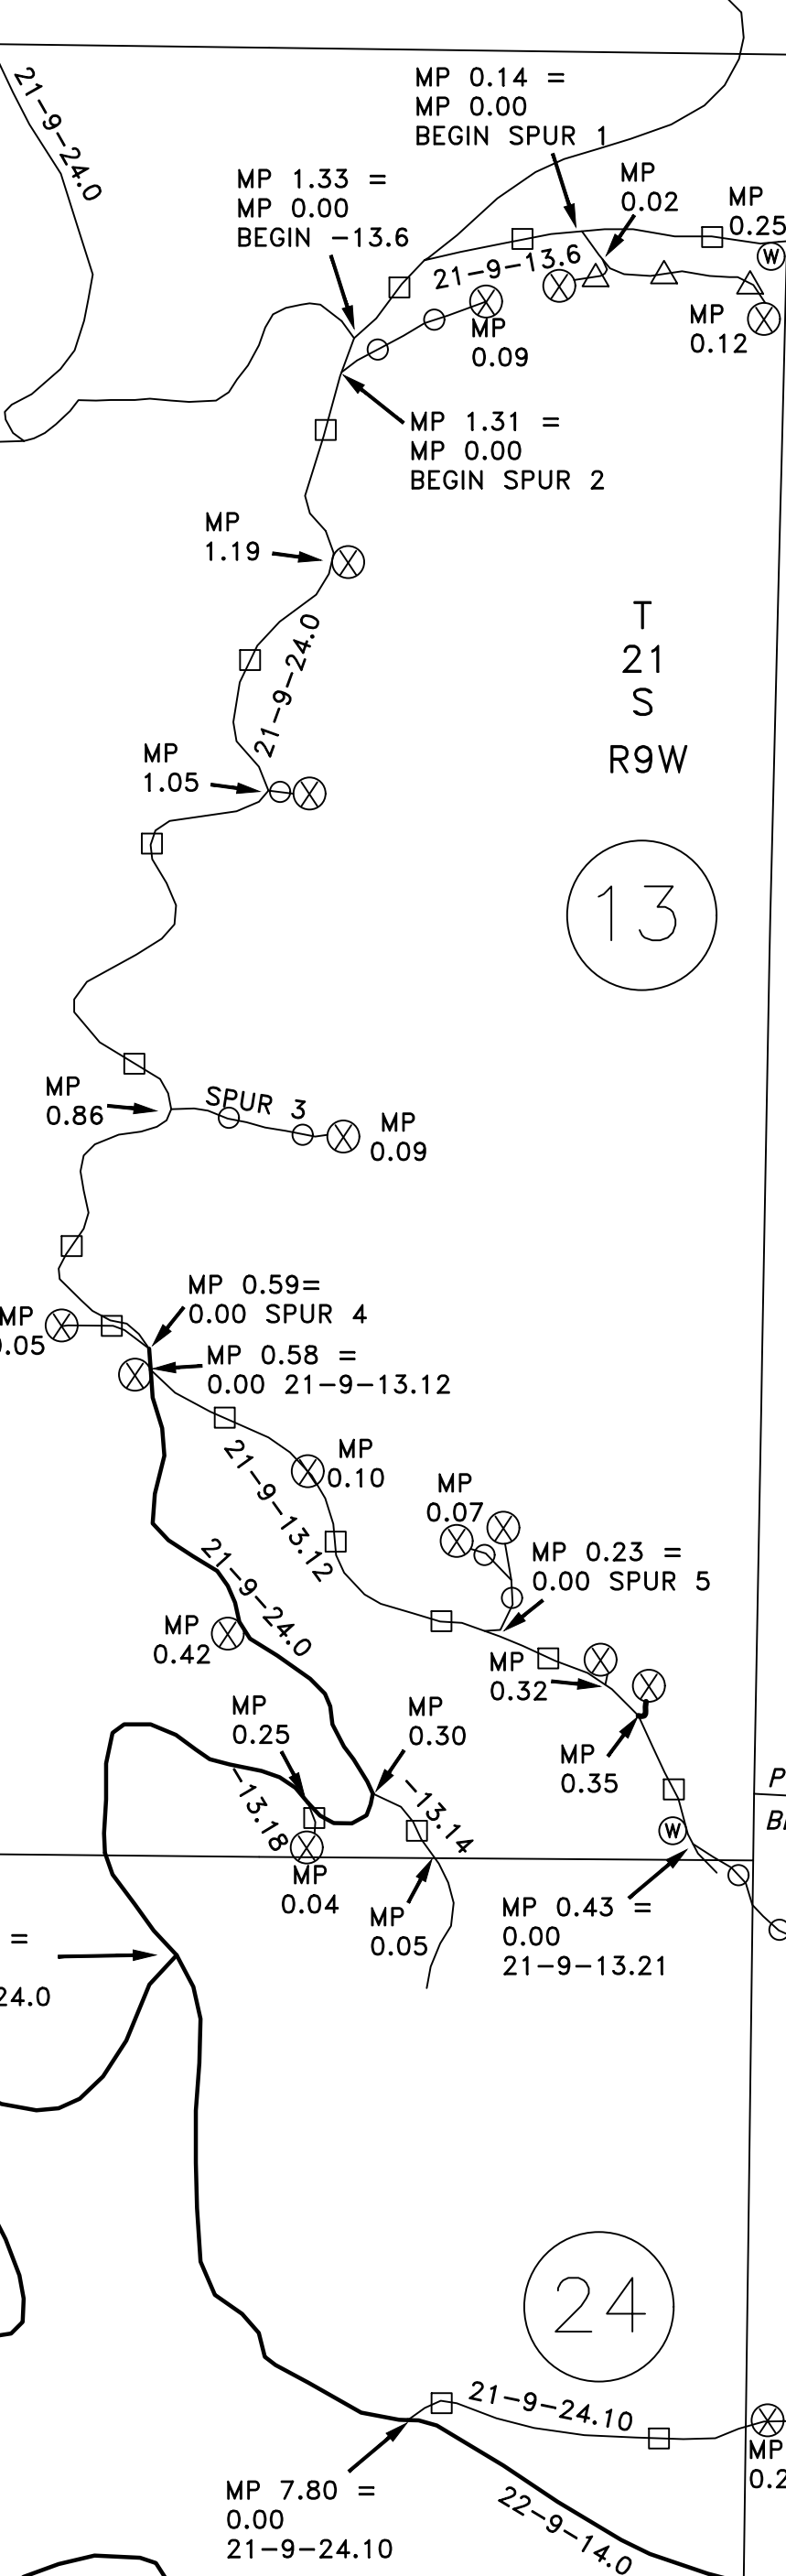 21-9-24.0
MP 0.14 =
MP 0.00
BEGIN SPUR 1
MP
0.02
MP
0.25
W
MP 1.33 =
MP 0.00
BEGIN -13.6
21-9-13.6
MP
0.09
MP
0.12
MP 1.31 =
MP 0.00
BEGIN SPUR 2
MP
1.19
21-9-24.0
T
21
S
R9W
MP
1.05
13
MP
0.86
SPUR 3
MP
0.09
MP 0.59=
0.00 SPUR 4
MP
.05
MP 0.58 =
0.00 21-9-13.12
MP
0.10
21-9-13.12
MP
0.07
MP 0.23 =
0.00 SPUR 5
21-9-24.0
MP
0.42
MP
0.32
MP
0.25
MP
0.30
MP
0.35
-13.18
-13.14
P
W
MP
0.04
MP
0.05
MP 0.43 =
0.00
21-9-13.21
=
24.0
24
21-9-24.10
MP
0.2
MP 7.80 =
0.00
21-9-24.10
22-9-14.0